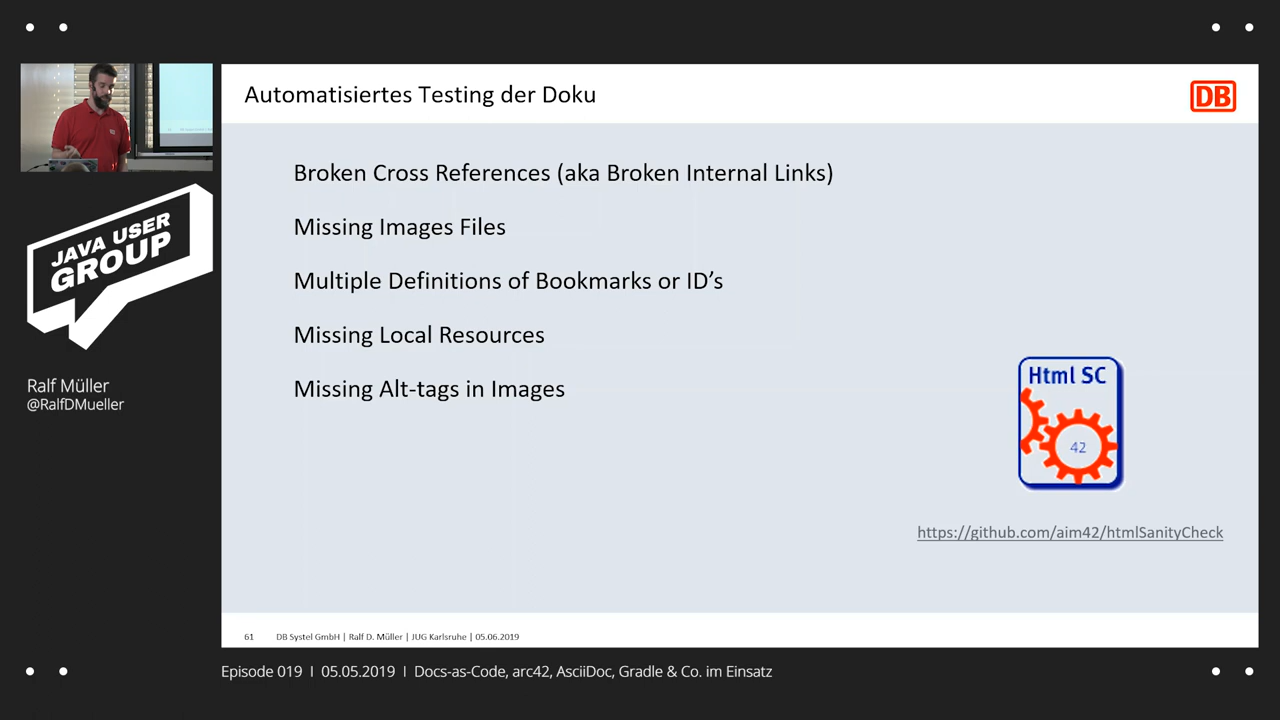 Automatisiertes Testing der Doku
DB
Broken Cross References (aka Broken Internal Links)
Missing Images Files
Multiple Definitions of Bookmarks or ID’s
Missing Local Resources
Missing Alt-tags in Images
Html SC
42
https://github.com/aim42/htmlSanityCheck
61 DB Systel GmbH | Ralf D. Müller | JUG Karlsruhe | 05.06.2019
JAVA USER
GROUP
Ralf Müller
@RalfDMueller
Episode 019 I 05.05.2019 I Docs-as-Code, arc42, AsciiDoc, Gradle & Co. im Einsatz